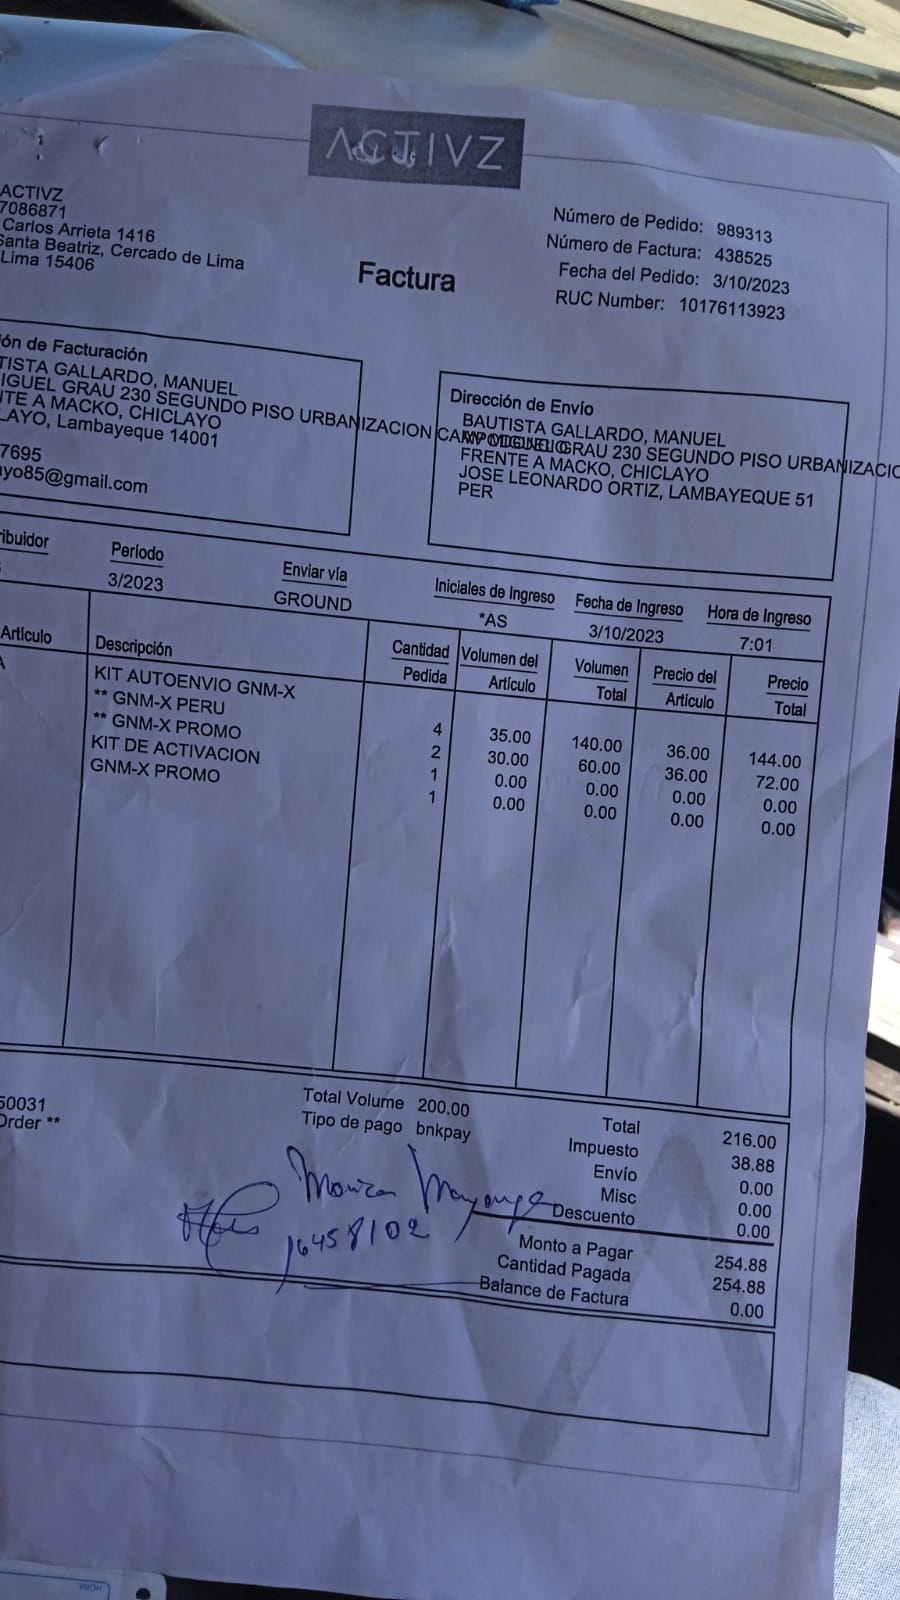 ACTIVZ
ACTIVZ
7086871
Carlos Arrieta 1416
Santa Beatriz, Cercado de Lima
Lima 15406
Factura
Número de Pedido: 989313
Número de Factura: 438525
Fecha del Pedido: 3/10/2023
RUC Number: 10176113923
ón de Facturación
TISTA GALLARDO, MANUEL
IGUEL GRAU 230 SEGUNDO PISO URBANIZACION
NTE A MACKO, CHICLAYO
LAYO, Lambayeque 14001
7695
ayo85@gmail.com
Dirección de Envío
BAUTISTA GALLARDO, MANUEL
GRAU 230 SEGUNDO PISO URBANIZACIO
FRENTE A MACKO, CHICLAYO
JOSE LEONARDO ORTIZ, LAMBAYEQUE 51
PER
ribuidor Período Enviar vía Iniciales de Ingreso Fecha de Ingreso Hora de Ingreso
3/2023 GROUND *AS 3/10/2023 7:01
Artículo Descripción Cantidad Pedida Volumen del Artículo Volumen Total Precio del Artículo Precio Total
A KIT AUTOENVIO GNM-X
** GNM-X PERU 4 35.00 140.00 36.00 144.00
** GNM-X PROMO 2 30.00 60.00 36.00 72.00
KIT DE ACTIVACION 1 0.00 0.00 0.00 0.00
GNM-X PROMO 1 0.00 0.00 0.00 0.00
50031
Order **
Total Volume 200.00
Tipo de pago bnkpay
Total 216.00
Impuesto 38.88
Envío 0.00
Misc 0.00
Descuento 0.00
Monto a Pagar 254.88
Cantidad Pagada 254.88
Balance de Factura 0.00
16458102